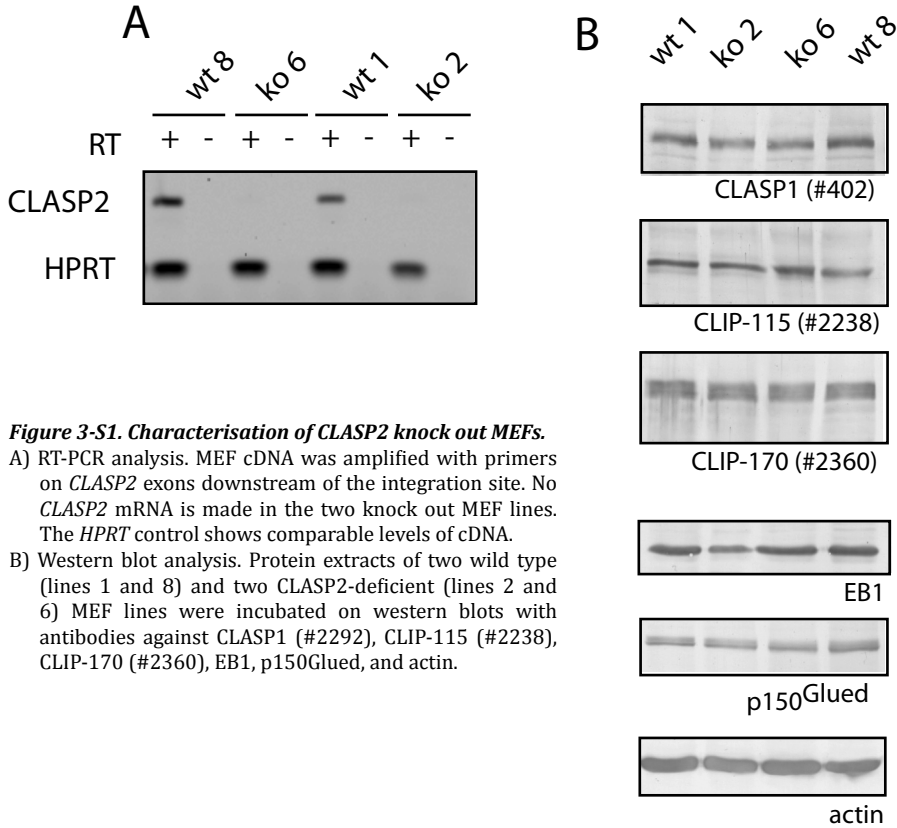 A
wt 8 ko 6 wt 1 ko 2
RT + - + - + - + -
CLASP2
HPRT
Figure 3-S1. Characterisation of CLASP2 knock out MEFs.
A) RT-PCR analysis. MEF cDNA was amplified with primers
on CLASP2 exons downstream of the integration site. No
CLASP2 mRNA is made in the two knock out MEF lines.
The HPRT control shows comparable levels of cDNA.
B) Western blot analysis. Protein extracts of two wild type
(lines 1 and 8) and two CLASP2-deficient (lines 2 and
6) MEF lines were incubated on western blots with
antibodies against CLASP1 (#2292), CLIP-115 (#2238),
CLIP-170 (#2360), EB1, p150Glued, and actin.
B
wt 1 ko 2 ko 6 wt 8
CLASP1 (#402)
CLIP-115 (#2238)
CLIP-170 (#2360)
EB1
p150Glued
actin